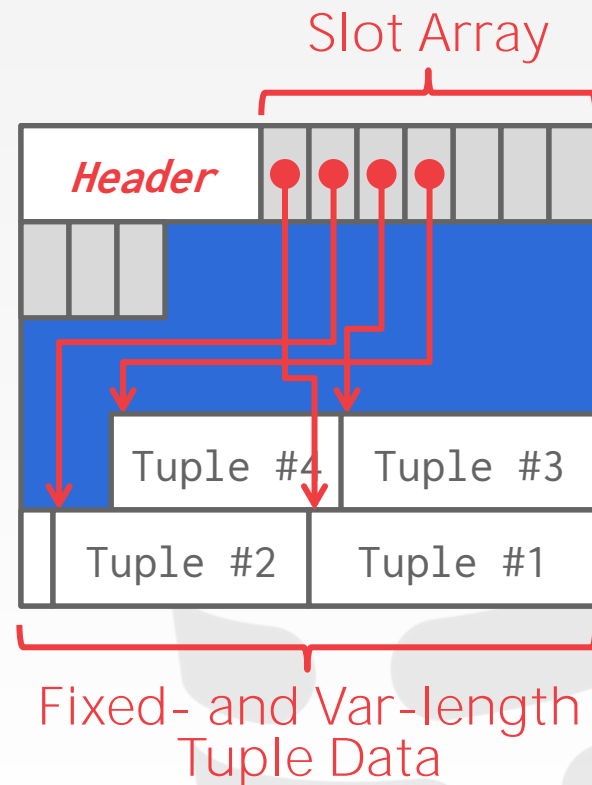 Slot Array
Header
Tuple #4 Tuple #3
Tuple #2 Tuple #1
Fixed- and Var-length
Tuple Data